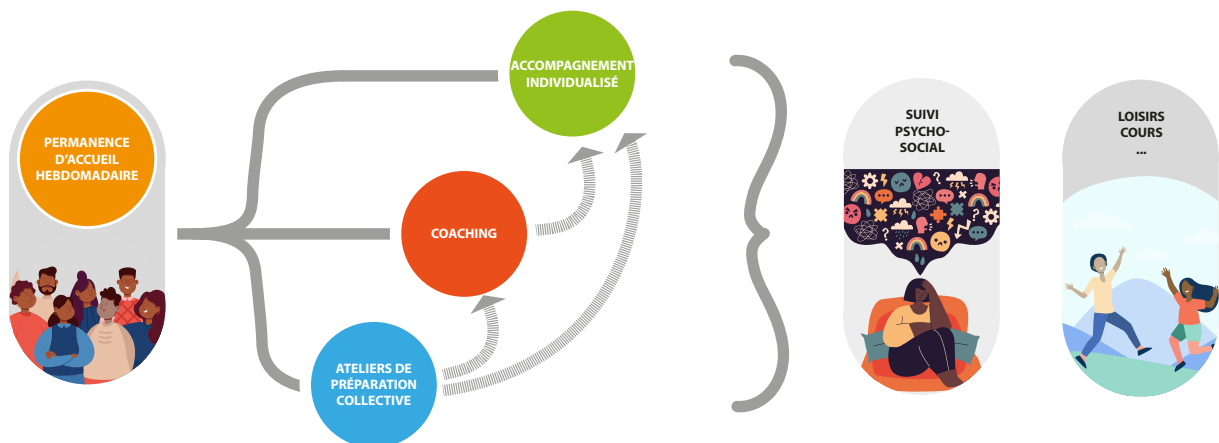 PERMANENCE
D'ACCUEIL
HEBDOMADAIRE
ACCOMPAGNEMENT
INDIVIDUALISÉ
COACHING
ATELIERS DE
PRÉPARATION
COLLECTIVE
SUIVI
PSYCHO-
SOCIAL
LOISIRS
COURS
...